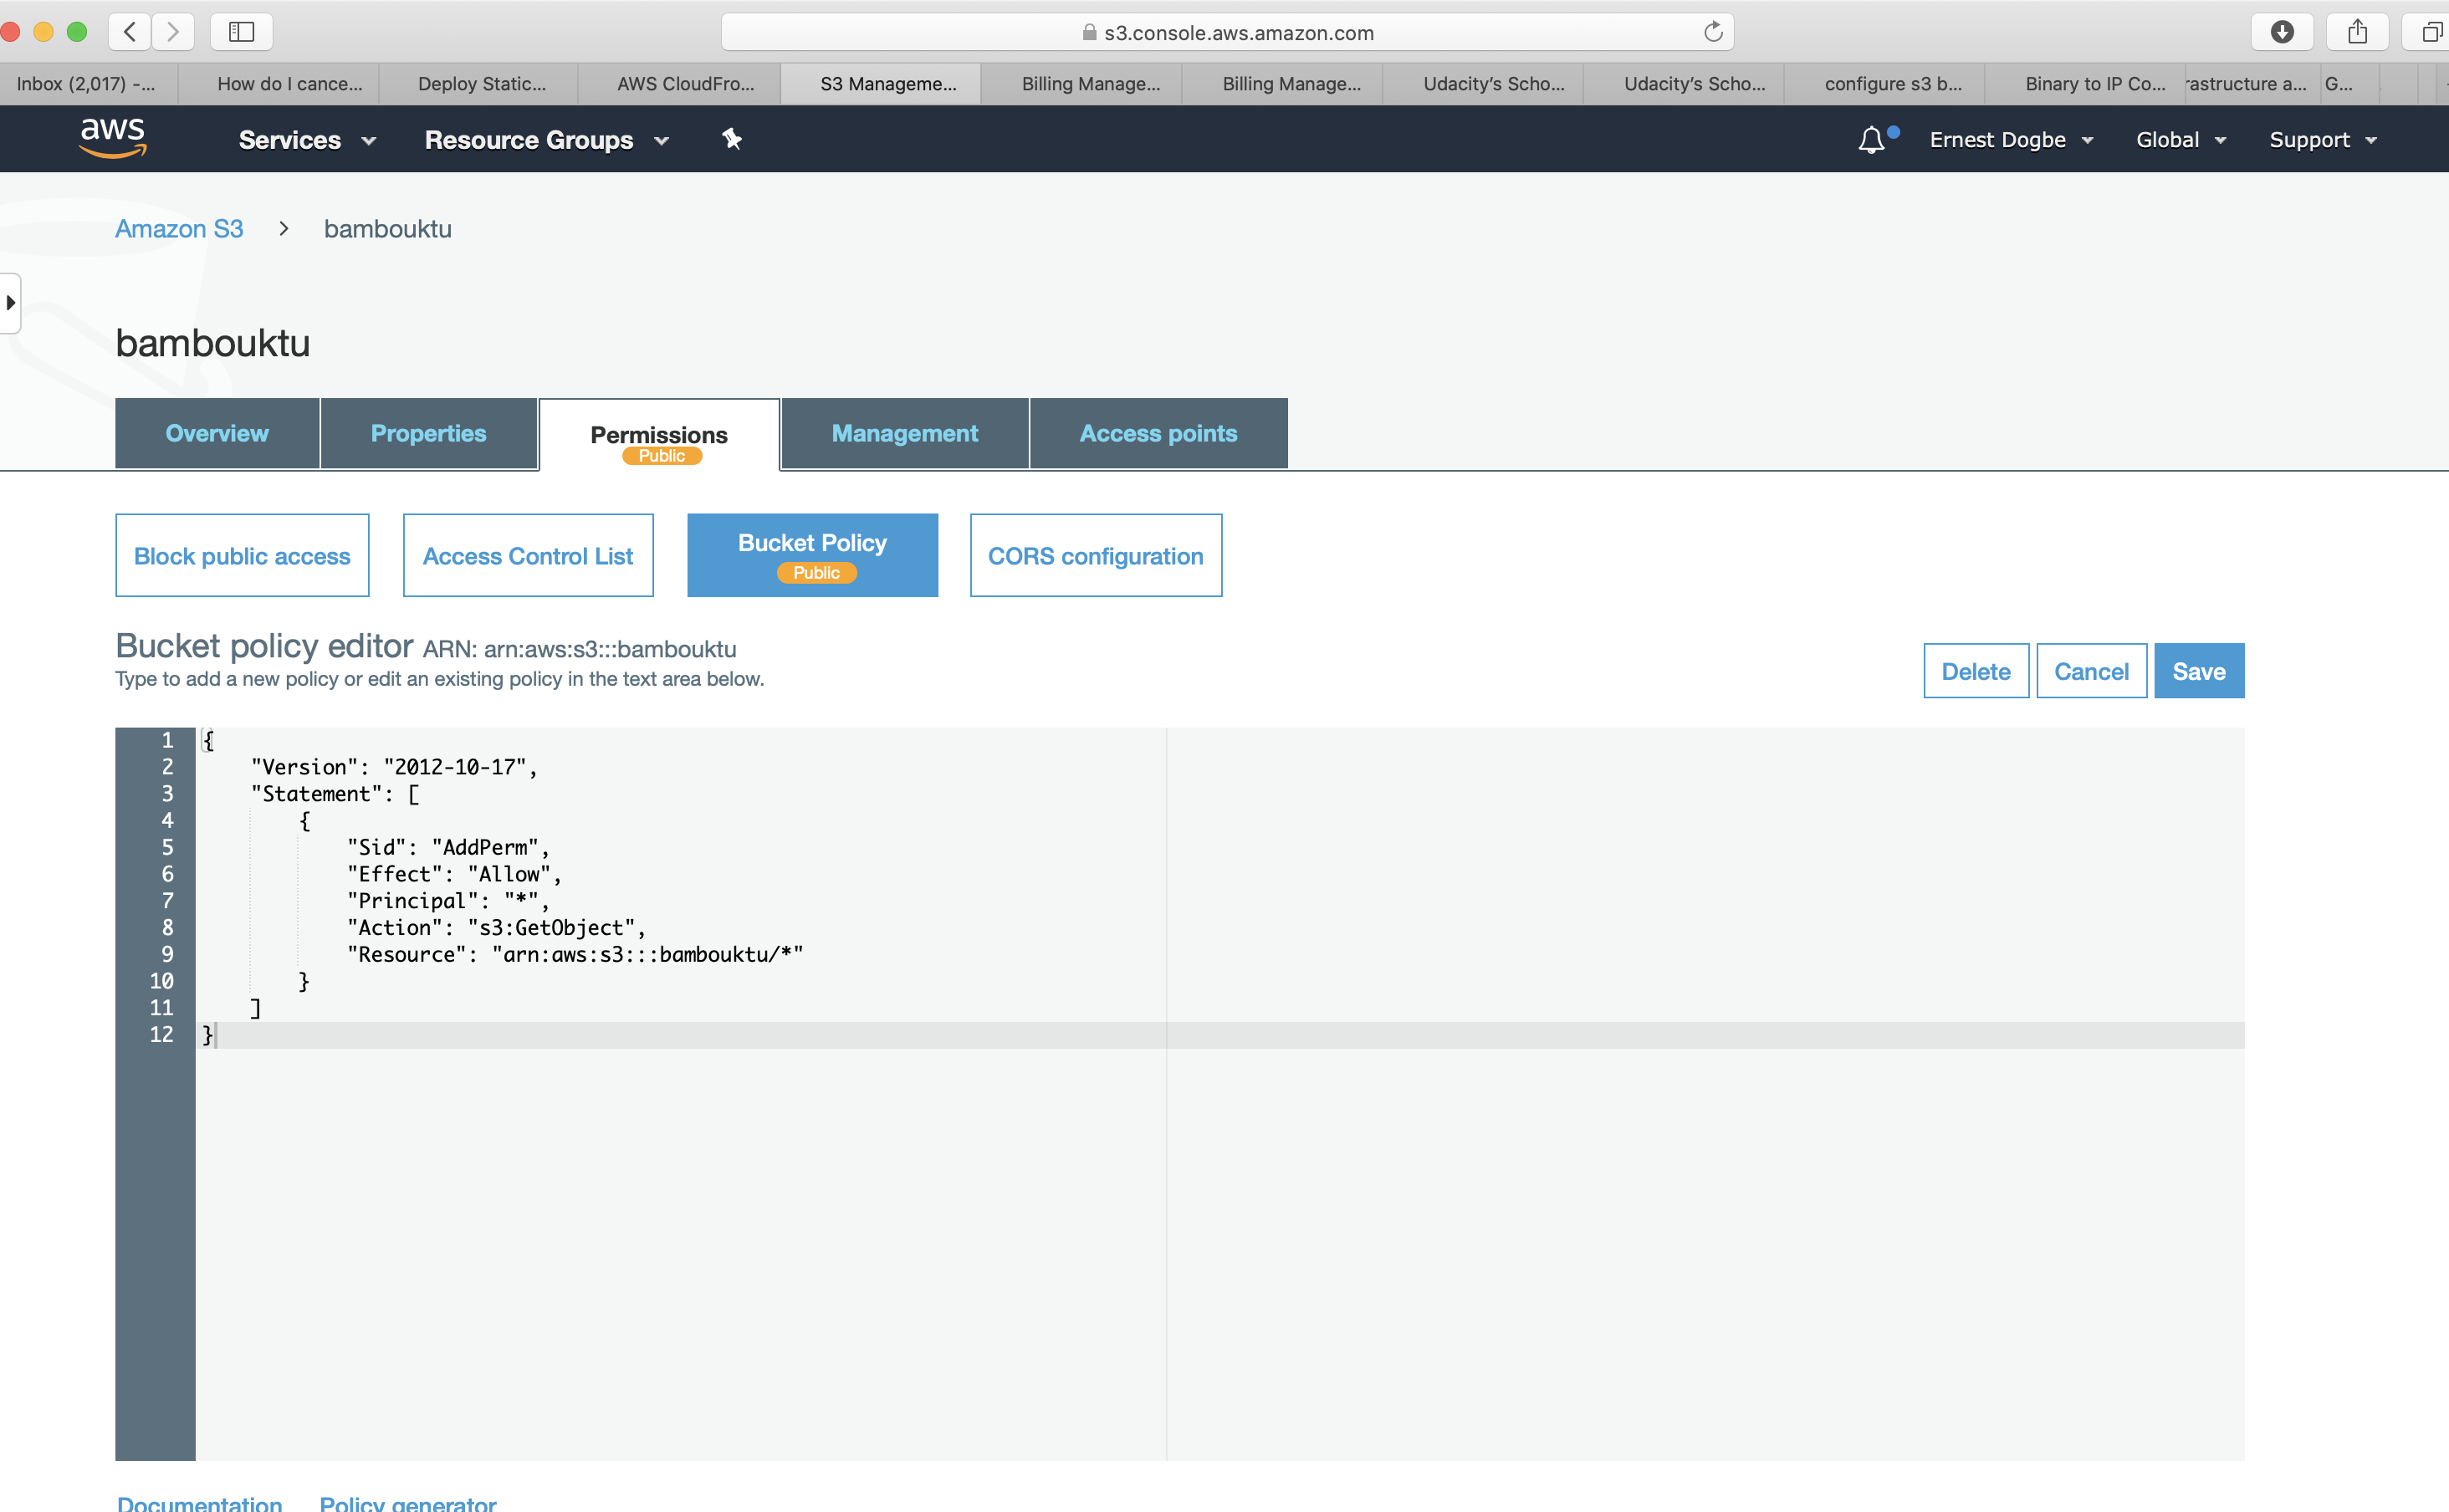 s3.console.aws.amazon.com
Inbox (2,017) -... How do I cance... Deploy Static... AWS CloudFro... S3 Manageme... Billing Manage... Billing Manage... Udacity’s Scho... Udacity’s Scho... configure s3 b... Binary to IP Co... rastructure a... G...
aws Services Resource Groups Ernest Dogbe Global Support
Amazon S3 > bambouktu
bambouktu
Overview Properties Permissions Management Access points
Public
Block public access Access Control List Bucket Policy CORS configuration
Public
Bucket policy editor ARN: arn:aws:s3:::bambouktu
Type to add a new policy or edit an existing policy in the text area below.
Delete Cancel Save
1 {
2 "Version": "2012-10-17",
3 "Statement": [
4 {
5 "Sid": "AddPerm",
6 "Effect": "Allow",
7 "Principal": "*",
8 "Action": "s3:GetObject",
9 "Resource": "arn:aws:s3:::bambouktu/*"
10 }
11 ]
12 }
Documentation Policy generator